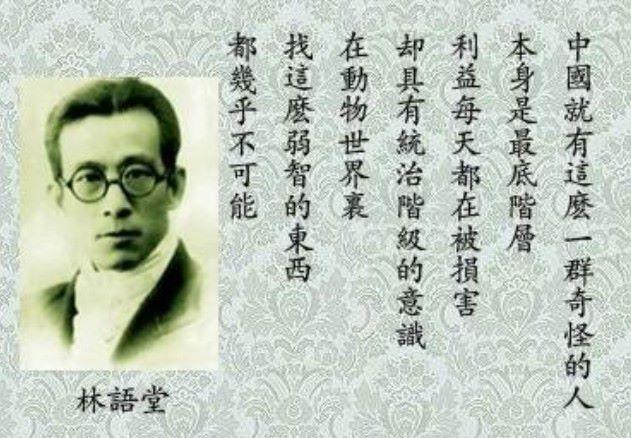 中國就有這麽一群奇怪的人
本身是最底階層
利益每天都在被損害
却具有統治階級的意識
在動物世界裏
找這麽弱智的東西
都幾乎不可能
林語堂